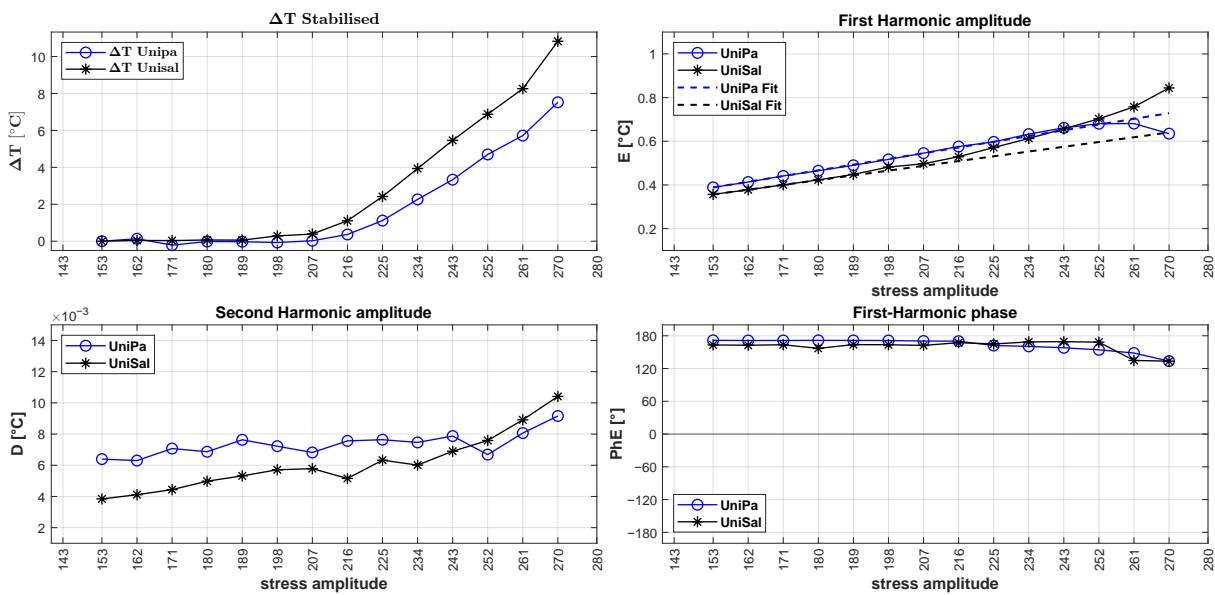 ΔT Stabilised
ΔT Unipa
ΔT Unisal
ΔT [°C]
10
8
6
4
2
0
143 153 162 171 180 189 198 207 216 225 234 243 252 261 270 280
First Harmonic amplitude
UniPa
UniSal
UniPa Fit
UniSal Fit
E [°C]
1
0.8
0.6
0.4
0.2
143 153 162 171 180 189 198 207 216 225 234 243 252 261 270 280
stress amplitude
Second Harmonic amplitude
×10⁻³
UniPa
UniSal
D [°C]
14
12
10
8
6
4
2
143 153 162 171 180 189 198 207 216 225 234 243 252 261 270 280
stress amplitude
First-Harmonic phase
PhE [°]
180
120
60
0
-60
-120
-180
UniPa
UniSal
143 153 162 171 180 189 198 207 216 225 234 243 252 261 270 280
stress amplitude